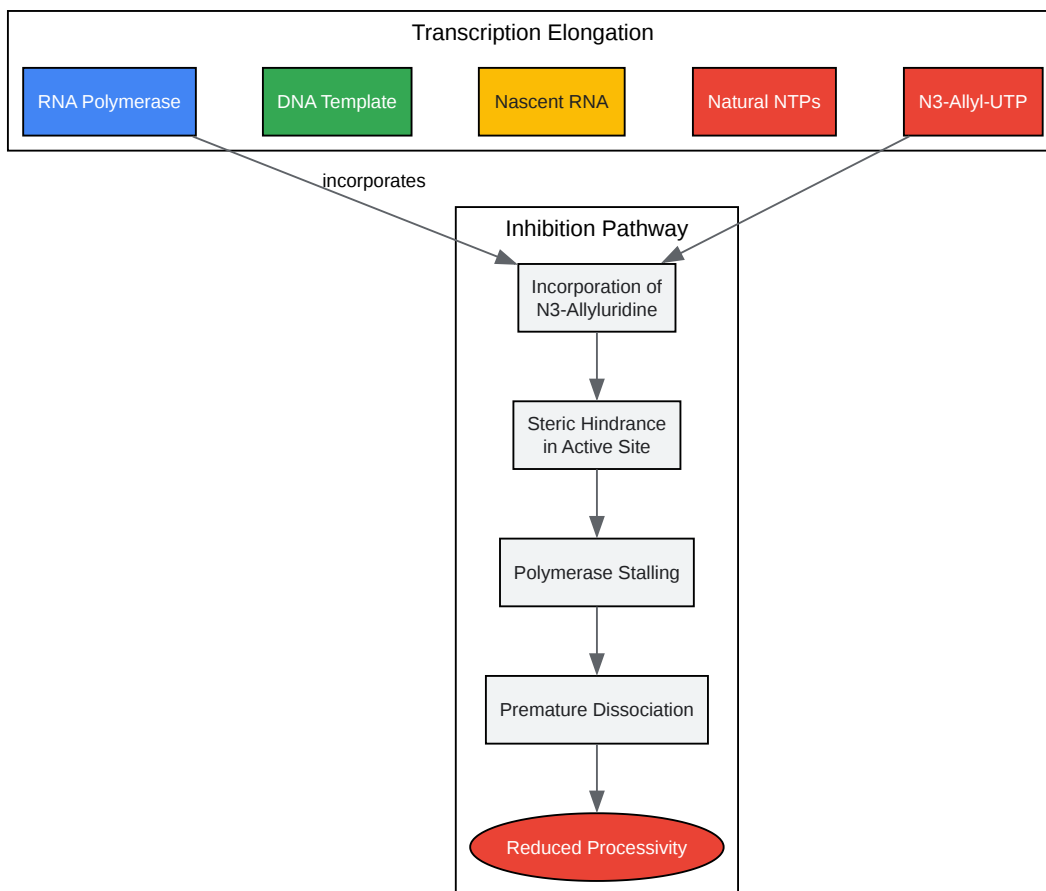 Transcription Elongation
RNA Polymerase
DNA Template
Nascent RNA
Natural NTPs
N3-Allyl-UTP
incorporates
Inhibition Pathway
Incorporation of
N3-Allyluridine
Steric Hindrance
in Active Site
Polymerase Stalling
Premature Dissociation
Reduced Processivity